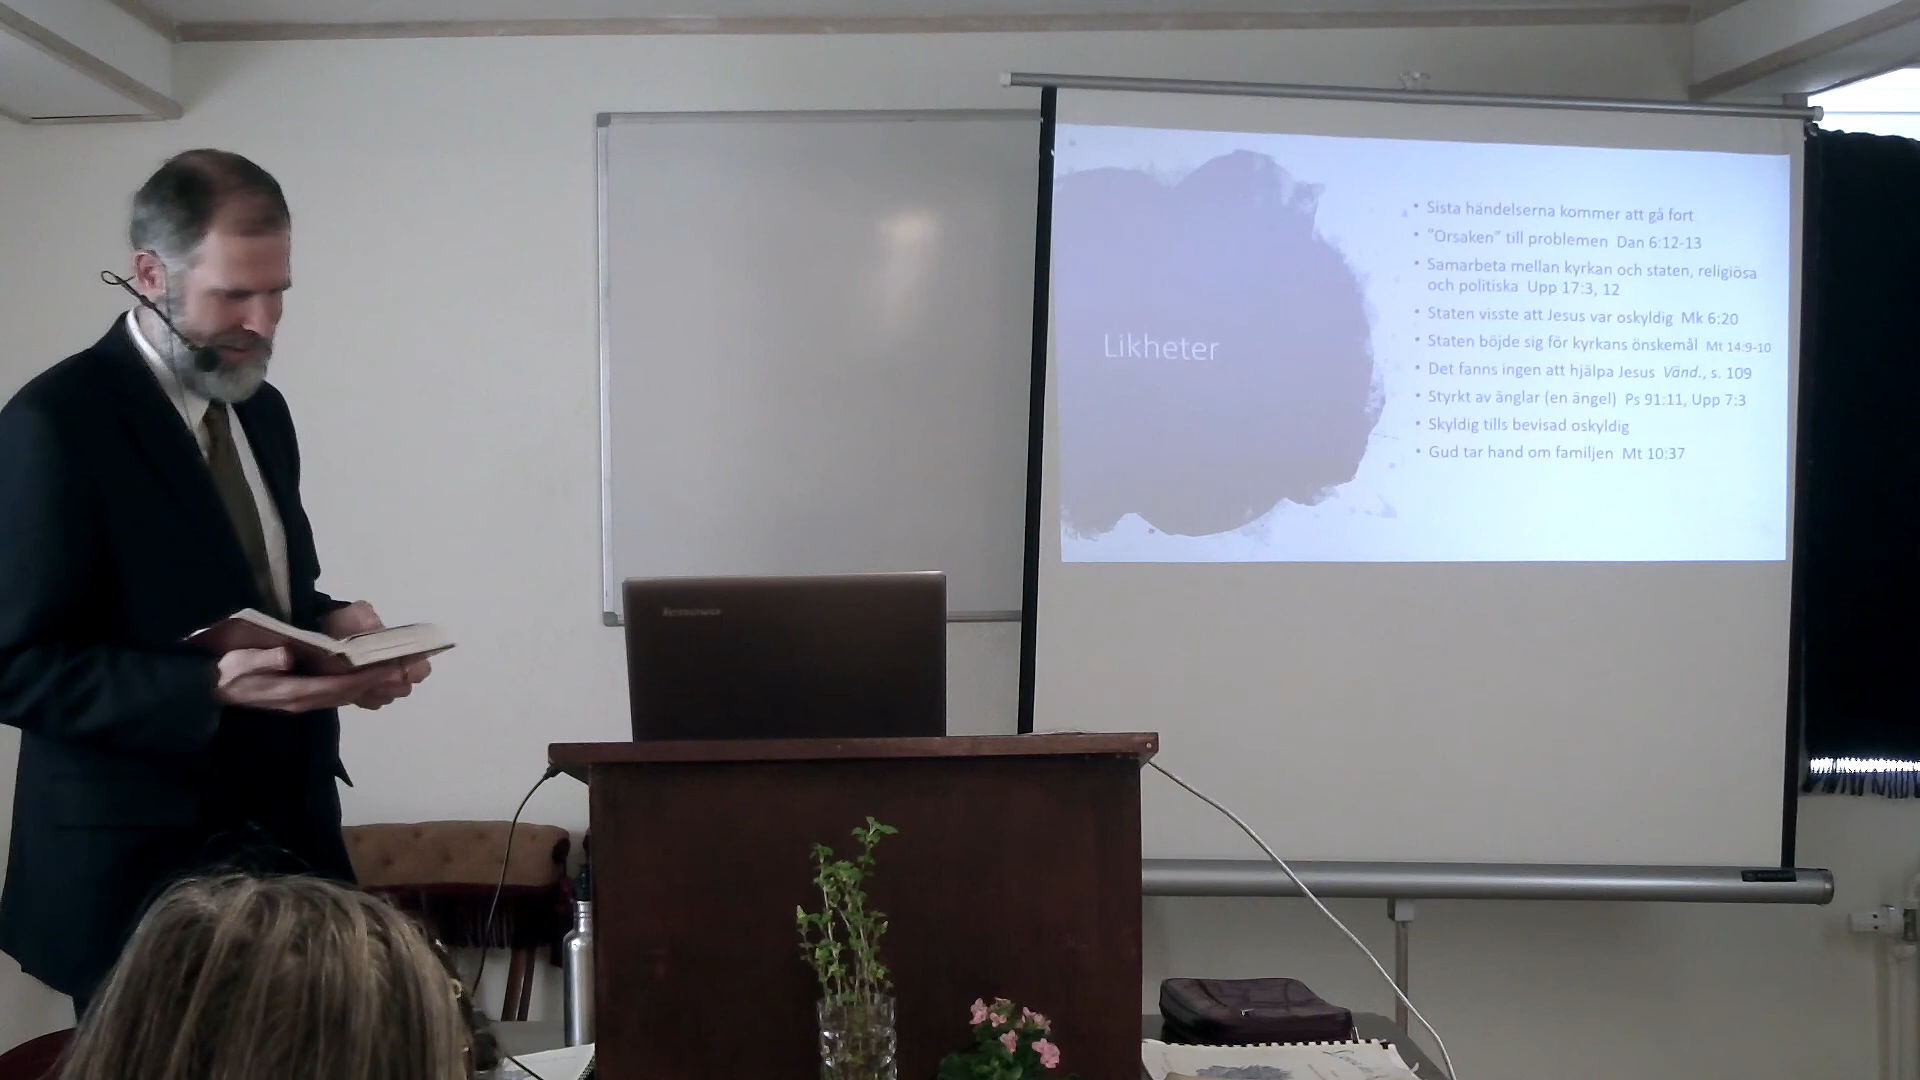 Likheter
• Sista händelserna kommer att gå fort
• "Orsaken" till problemen Dan 6:12-13
• Samarbeta mellan kyrkan och staten, religiösa
och politiska Upp 17:3, 12
• Staten visste att Jesus var oskyldig Mk 6:20
• Staten böjde sig för kyrkans önskemål Mt 14:9-10
• Det fanns ingen att hjälpa Jesus Vänd., s. 109
• Styrkt av änglar (en ängel) Ps 91:11, Upp 7:3
• Skyldig tills bevisad oskyldig
• Gud tar hand om familjen Mt 10:37
lenovo